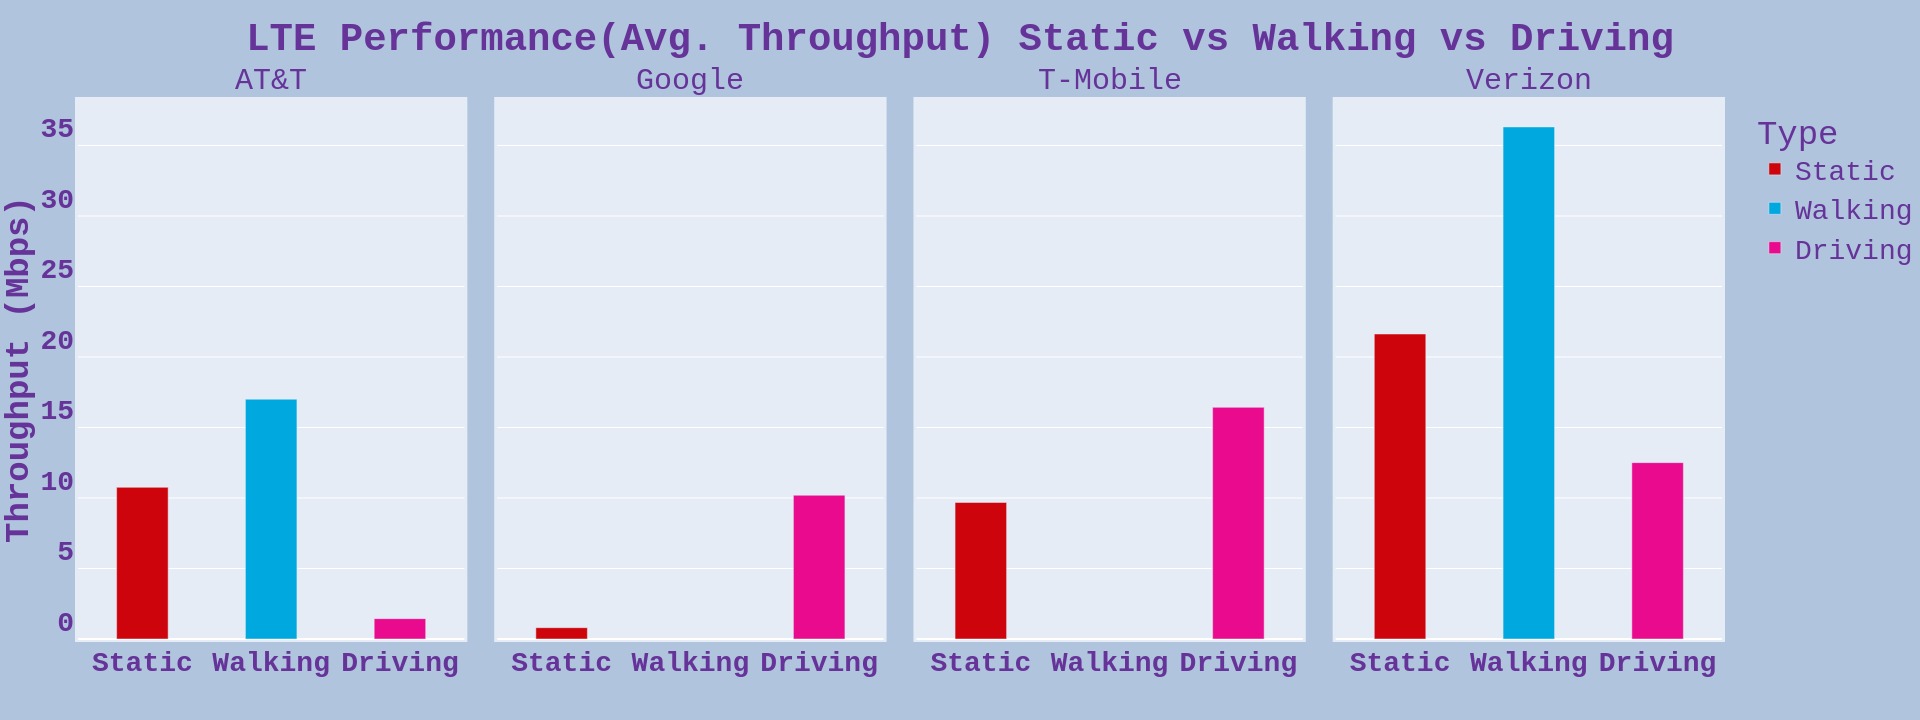 LTE Performance(Avg. Throughput) Static vs Walking vs Driving
AT&T
Google
T-Mobile
Verizon
Throughput (Mbps)
35
30
25
20
15
10
5
0
Static Walking Driving
Static Walking Driving
Static Walking Driving
Static Walking Driving
Type
Static
Walking
Driving